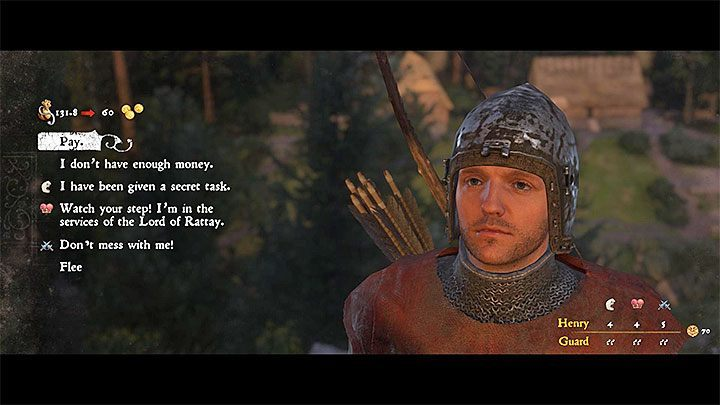 131.8 60
Pay.
I don't have enough money.
I have been given a secret task.
Watch your step! I'm in the
services of the Lord of Rattay.
Don't mess with me!
Flee
Henry 4 4 5
70
Guard